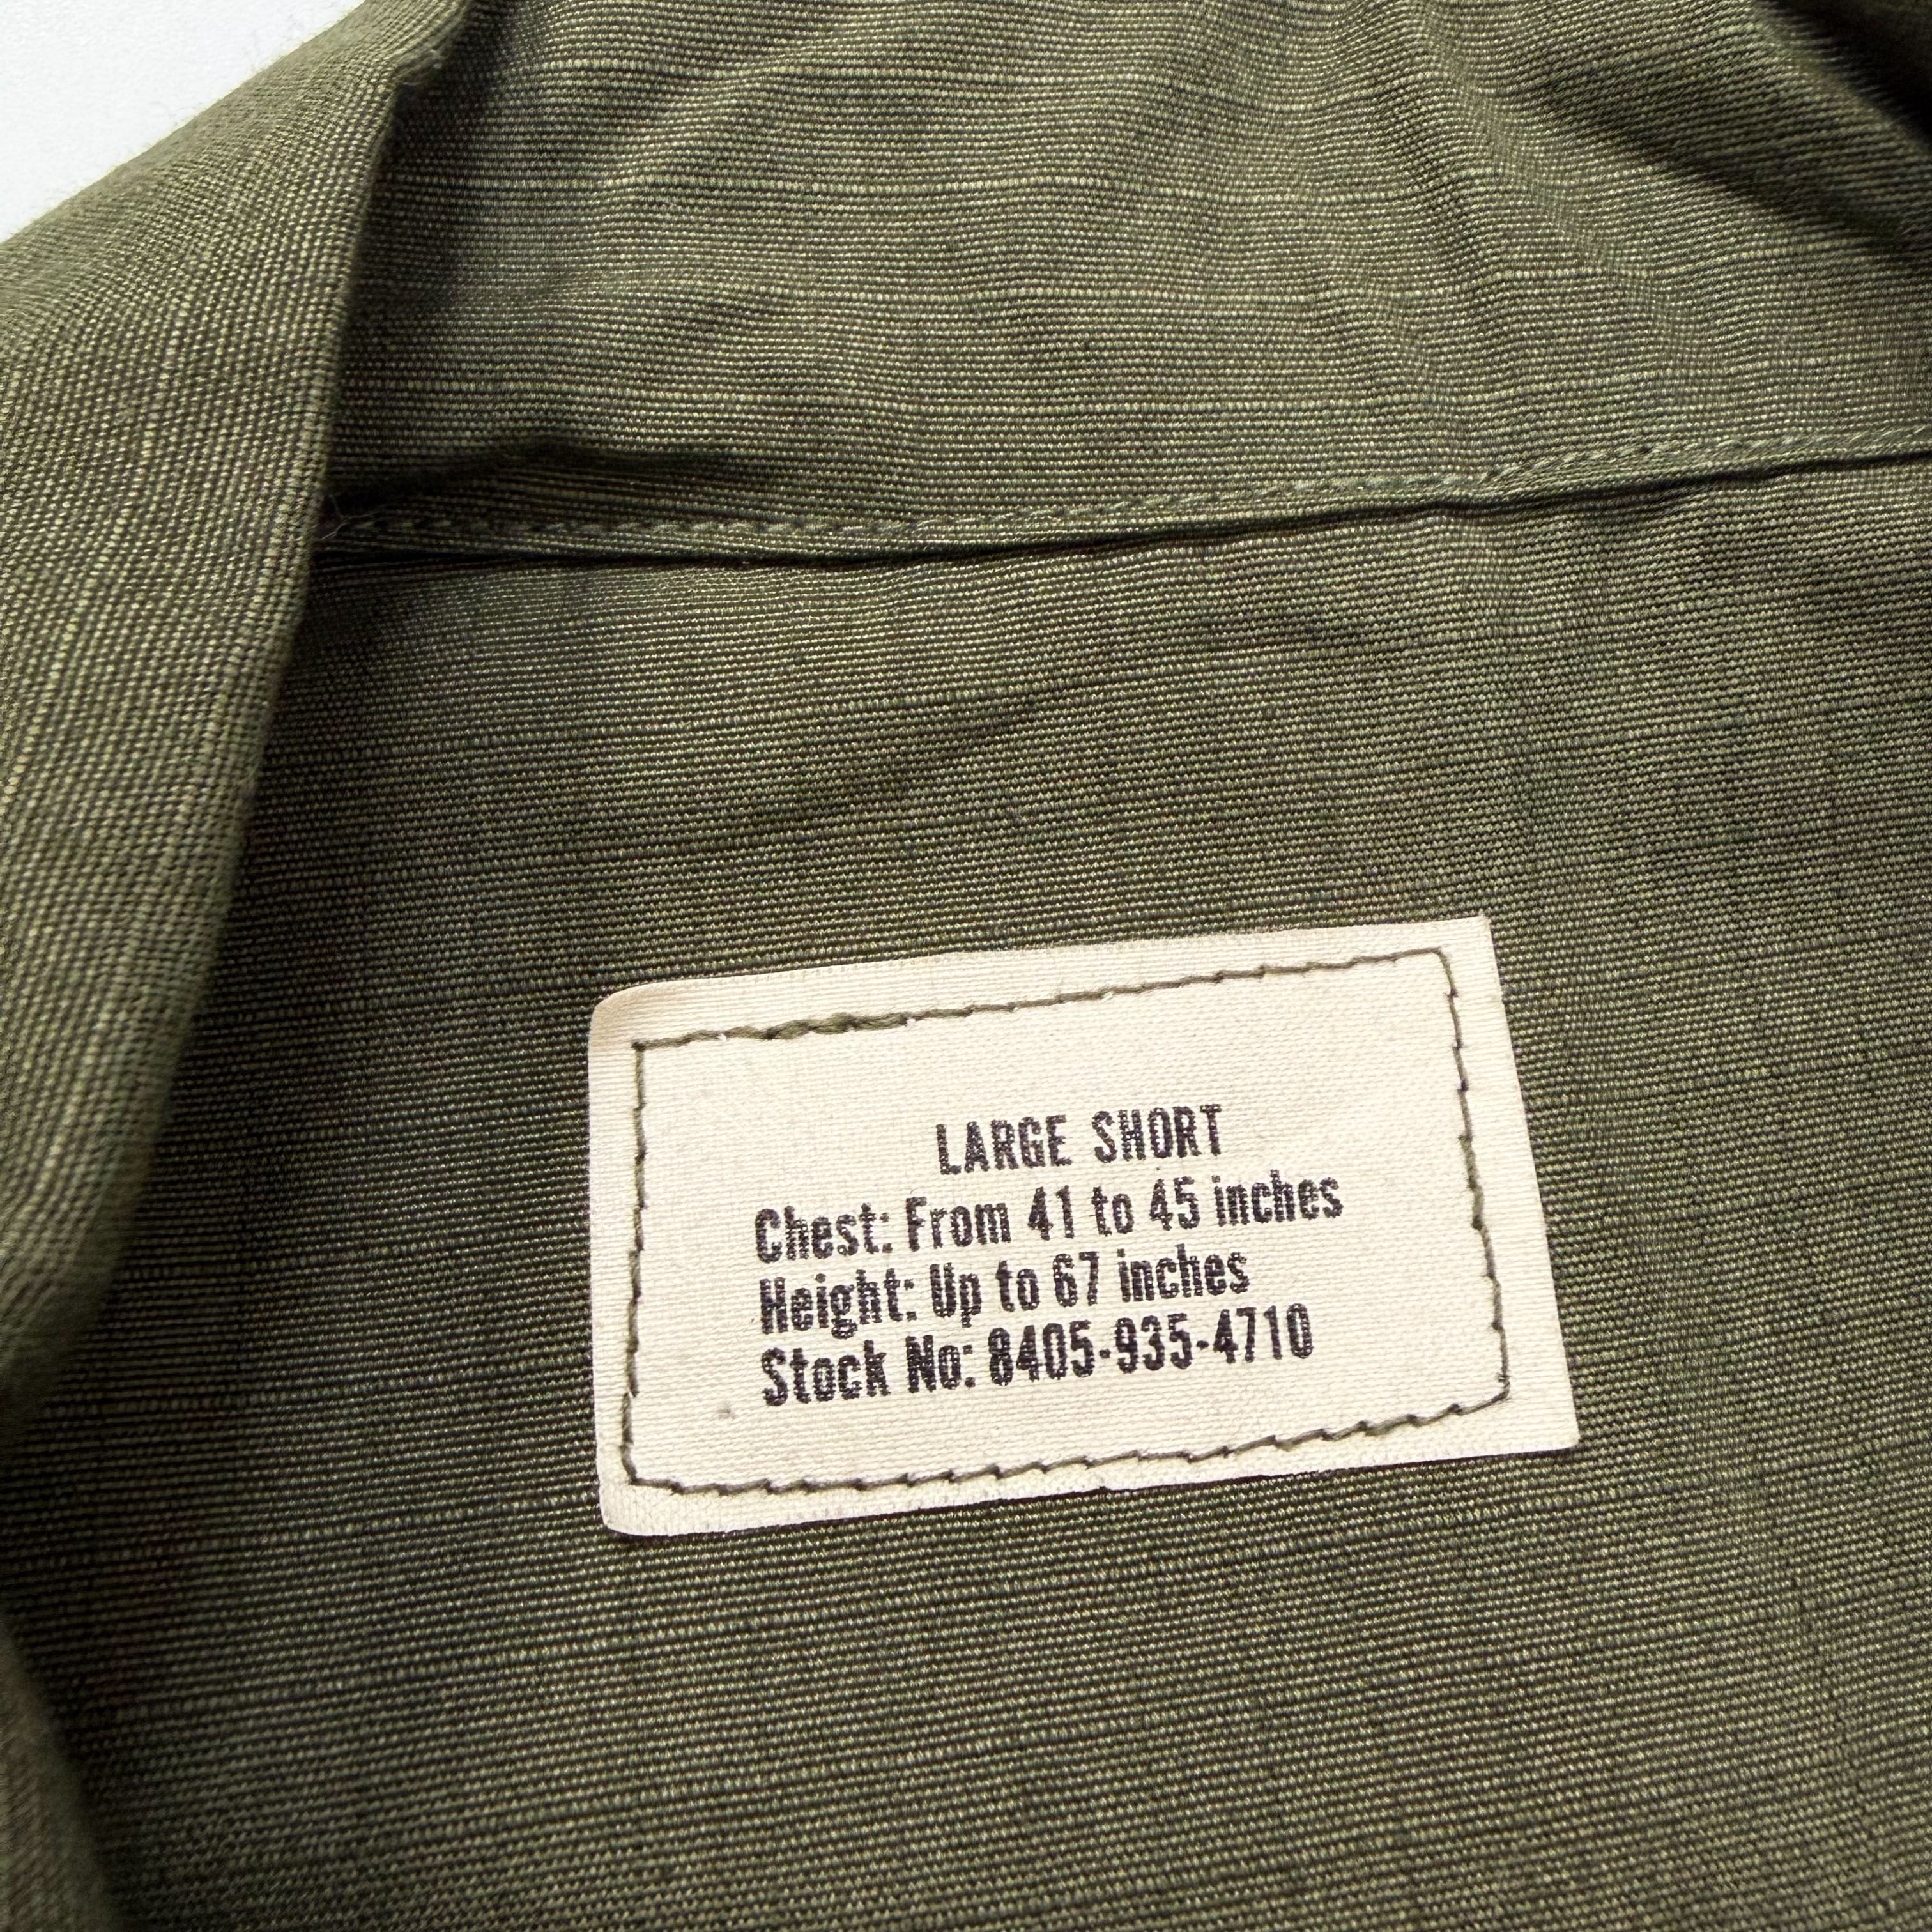 LARGE SHORT
Chest: From 41 to 45 inches
Height: Up to 67 inches
Stock No: 8405-935-4710